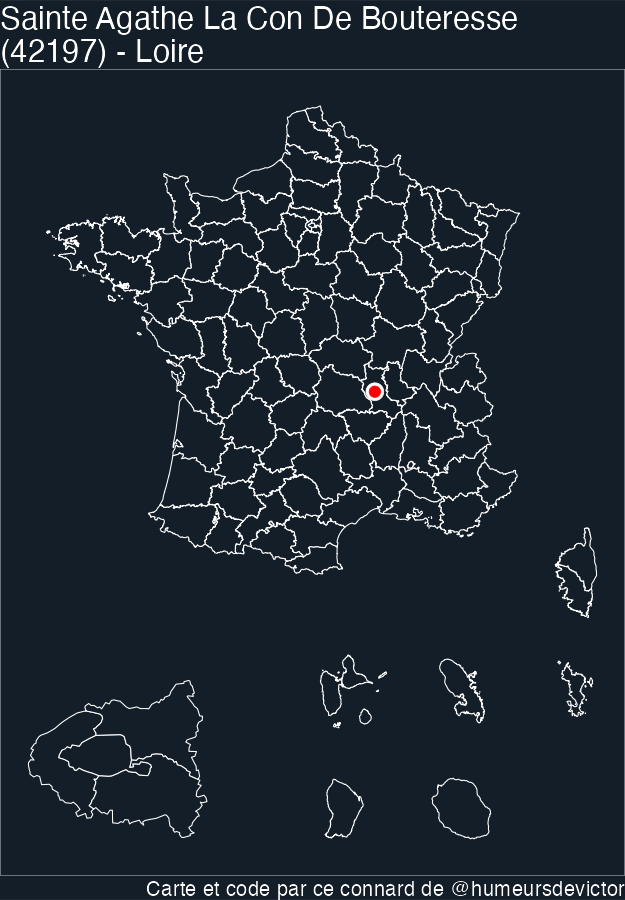 Sainte Agathe La Con De Bouteresse
(42197) - Loire
Carte et code par ce connard de @humeursdevictor